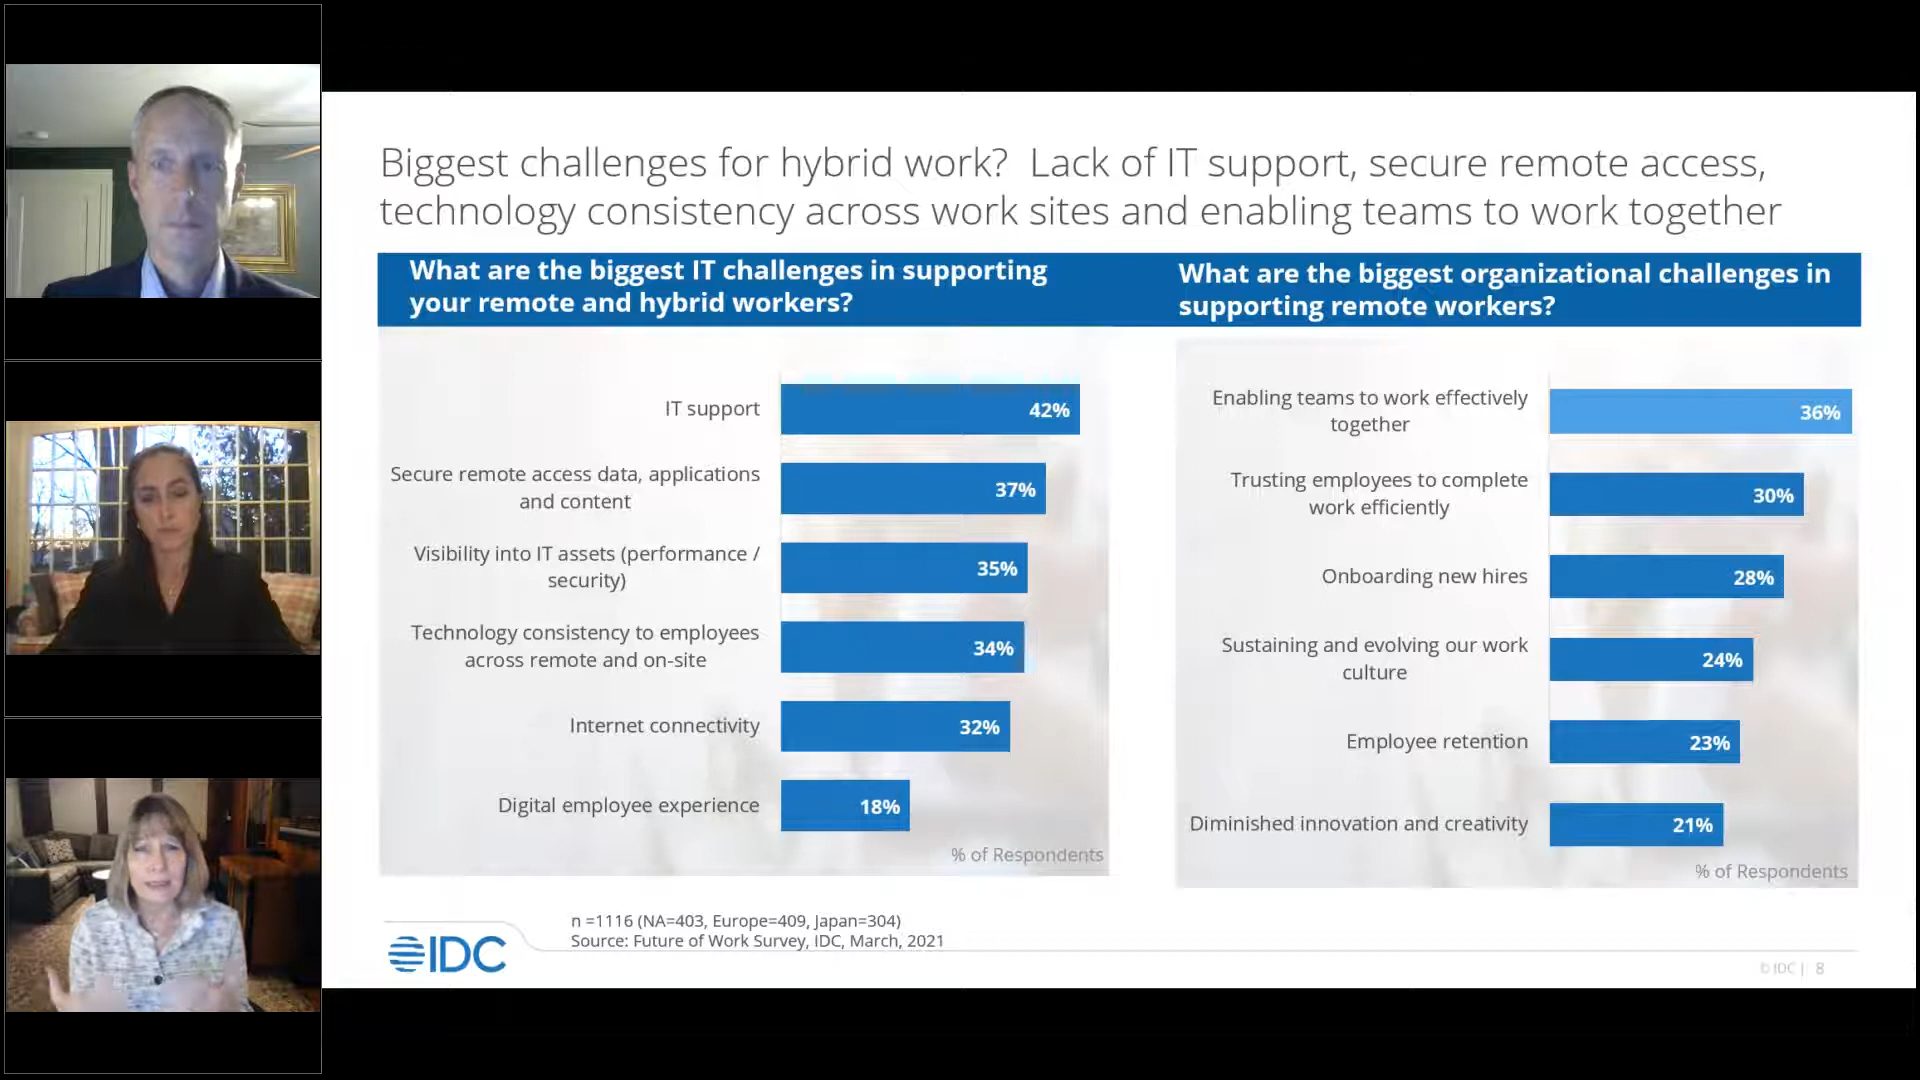 Biggest challenges for hybrid work?  Lack of IT support, secure remote access,
technology consistency across work sites and enabling teams to work together
What are the biggest IT challenges in supporting
your remote and hybrid workers?
IT support
42%
Secure remote access data, applications
and content
37%
Visibility into IT assets (performance /
security)
35%
Technology consistency to employees
across remote and on-site
34%
Internet connectivity
32%
Digital employee experience
18%
% of Respondents
What are the biggest organizational challenges in
supporting remote workers?
Enabling teams to work effectively
together
36%
Trusting employees to complete
work efficiently
30%
Onboarding new hires
28%
Sustaining and evolving our work
culture
24%
Employee retention
23%
Diminished innovation and creativity
21%
% of Respondents
n =1116 (NA=403, Europe=409, Japan=304)
Source: Future of Work Survey, IDC, March, 2021
IDC
© IDC | 8